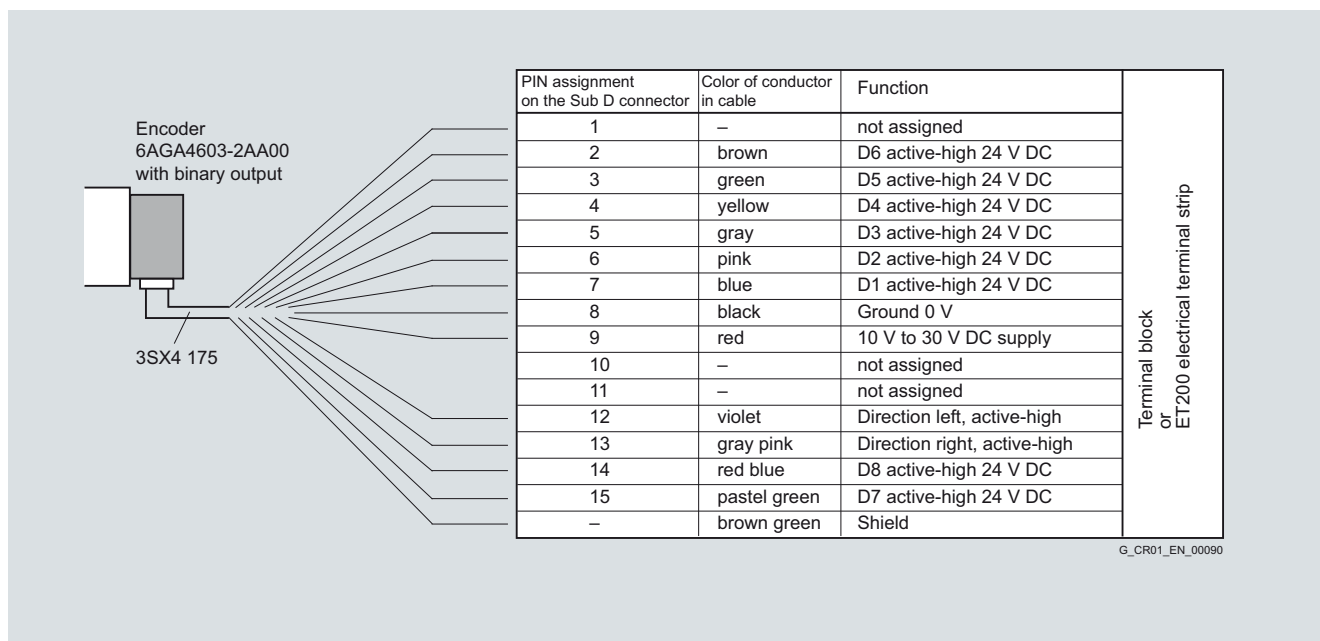 Encoder
6AGA4603-2AA00
with binary output
3SX4 175
PIN assignment
on the Sub D connector
Color of conductor
in cable
Function
1 – not assigned
2 brown D6 active-high 24 V DC
3 green D5 active-high 24 V DC
4 yellow D4 active-high 24 V DC
5 gray D3 active-high 24 V DC
6 pink D2 active-high 24 V DC
7 blue D1 active-high 24 V DC
8 black Ground 0 V
9 red 10 V to 30 V DC supply
10 – not assigned
11 – not assigned
12 violet Direction left, active-high
13 gray pink Direction right, active-high
14 red blue D8 active-high 24 V DC
15 pastel green D7 active-high 24 V DC
– brown green Shield
Terminal block
or
ET200 electrical terminal strip
G_CR01_EN_00090